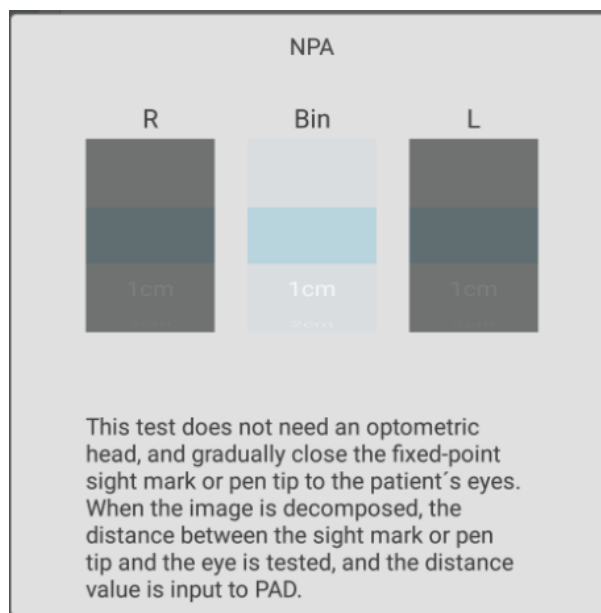 NPA
R Bin L
1cm 1cm 1cm
2cm
This test does not need an optometric
head, and gradually close the fixed-point
sight mark or pen tip to the patient´s eyes.
When the image is decomposed, the
distance between the sight mark or pen
tip and the eye is tested, and the distance
value is input to PAD.